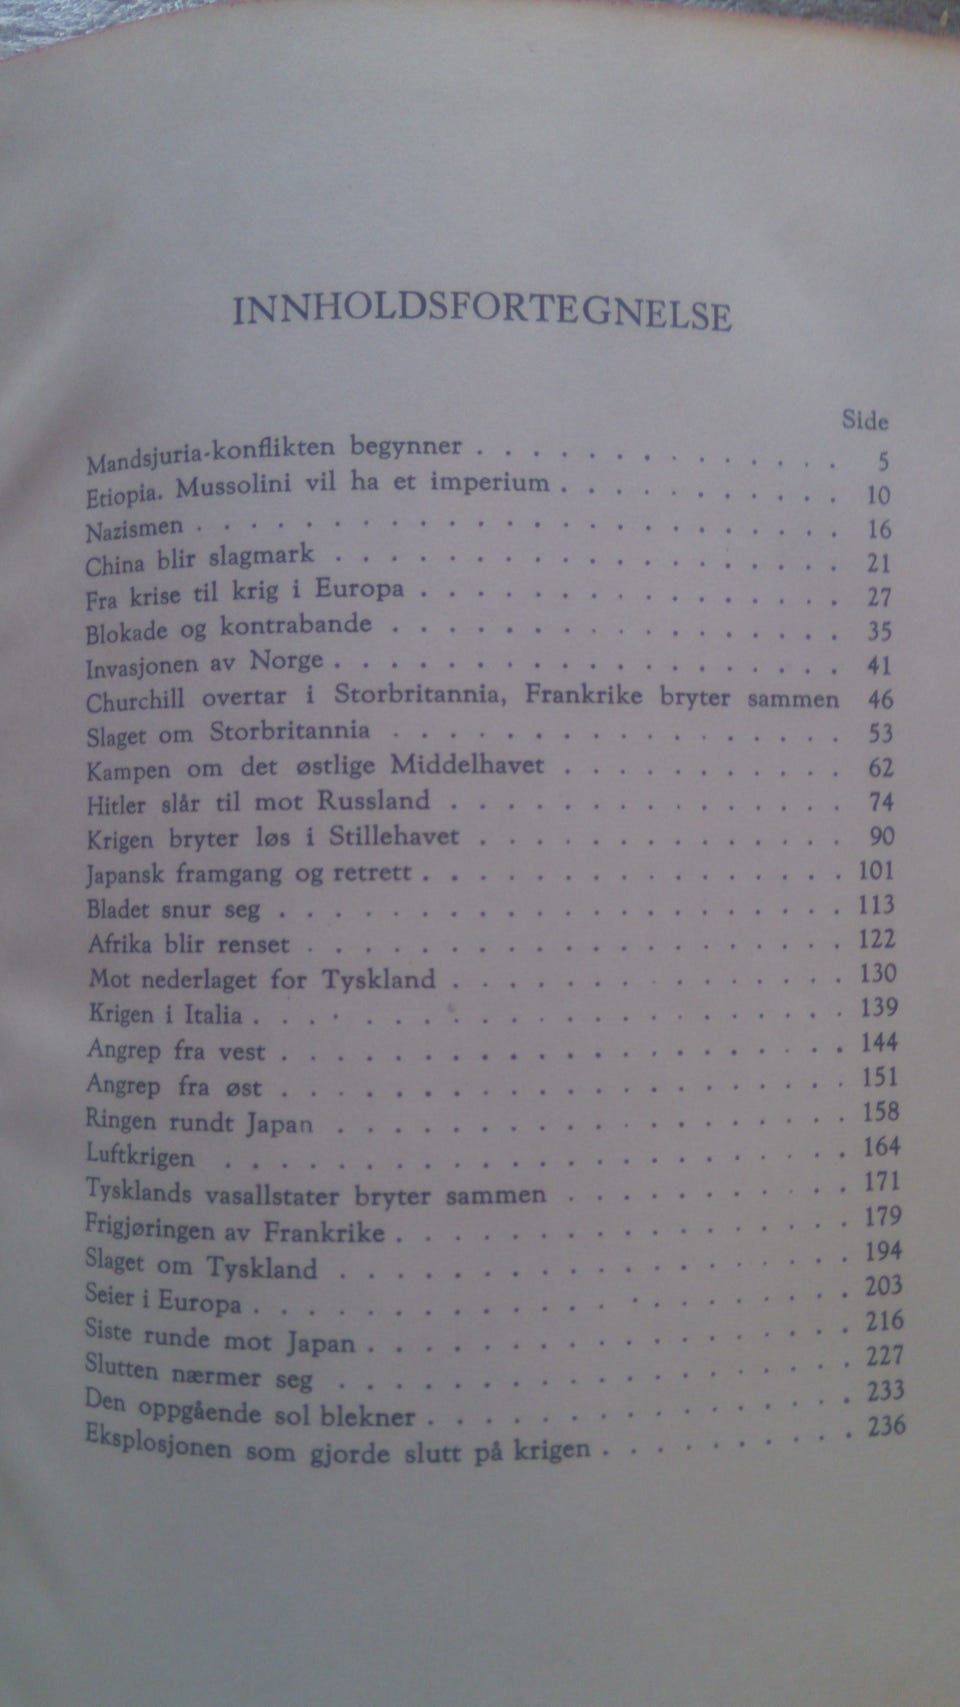 INNHOLDSFORTEGNELSE
Side
Mandsjuria-konflikten begynner . . . . . . . . . . . . . . 5
Etiopia. Mussolini vil ha et imperium . . . . . . . . . . . 10
Nazismen . . . . . . . . . . . . . . . . . . . . . . . . 16
China blir slagmark . . . . . . . . . . . . . . . . . . . 21
Fra krise til krig i Europa . . . . . . . . . . . . . . . . 27
Blokade og kontrabande . . . . . . . . . . . . . . . . . 35
Invasjonen av Norge . . . . . . . . . . . . . . . . . . . 41
Churchill overtar i Storbritannia, Frankrike bryter sammen 46
Slaget om Storbritannia . . . . . . . . . . . . . . . . . 53
Kampen om det østlige Middelhavet . . . . . . . . . . . 62
Hitler slår til mot Russland . . . . . . . . . . . . . . . 74
Krigen bryter løs i Stillehavet . . . . . . . . . . . . . . 90
Japansk framgang og retrett . . . . . . . . . . . . . . . . 101
Bladet snur seg . . . . . . . . . . . . . . . . . . . . . 113
Afrika blir renset . . . . . . . . . . . . . . . . . . . . 122
Mot nederlaget for Tyskland . . . . . . . . . . . . . . . 130
Krigen i Italia . . . . . . . . . . . . . . . . . . . . . . 139
Angrep fra vest . . . . . . . . . . . . . . . . . . . . . 144
Angrep fra øst . . . . . . . . . . . . . . . . . . . . . 151
Ringen rundt Japan . . . . . . . . . . . . . . . . . . . 158
Luftkrigen . . . . . . . . . . . . . . . . . . . . . . . 164
Tysklands vasallstater bryter sammen . . . . . . . . . . . 171
Frigjøringen av Frankrike . . . . . . . . . . . . . . . . . 179
Slaget om Tyskland . . . . . . . . . . . . . . . . . . . 194
Seier i Europa . . . . . . . . . . . . . . . . . . . . . . 203
Siste runde mot Japan . . . . . . . . . . . . . . . . . . 216
Slutten nærmer seg . . . . . . . . . . . . . . . . . . . 227
Den oppgående sol blekner . . . . . . . . . . . . . . . . 233
Eksplosjonen som gjorde slutt på krigen . . . . . . . . . . 236